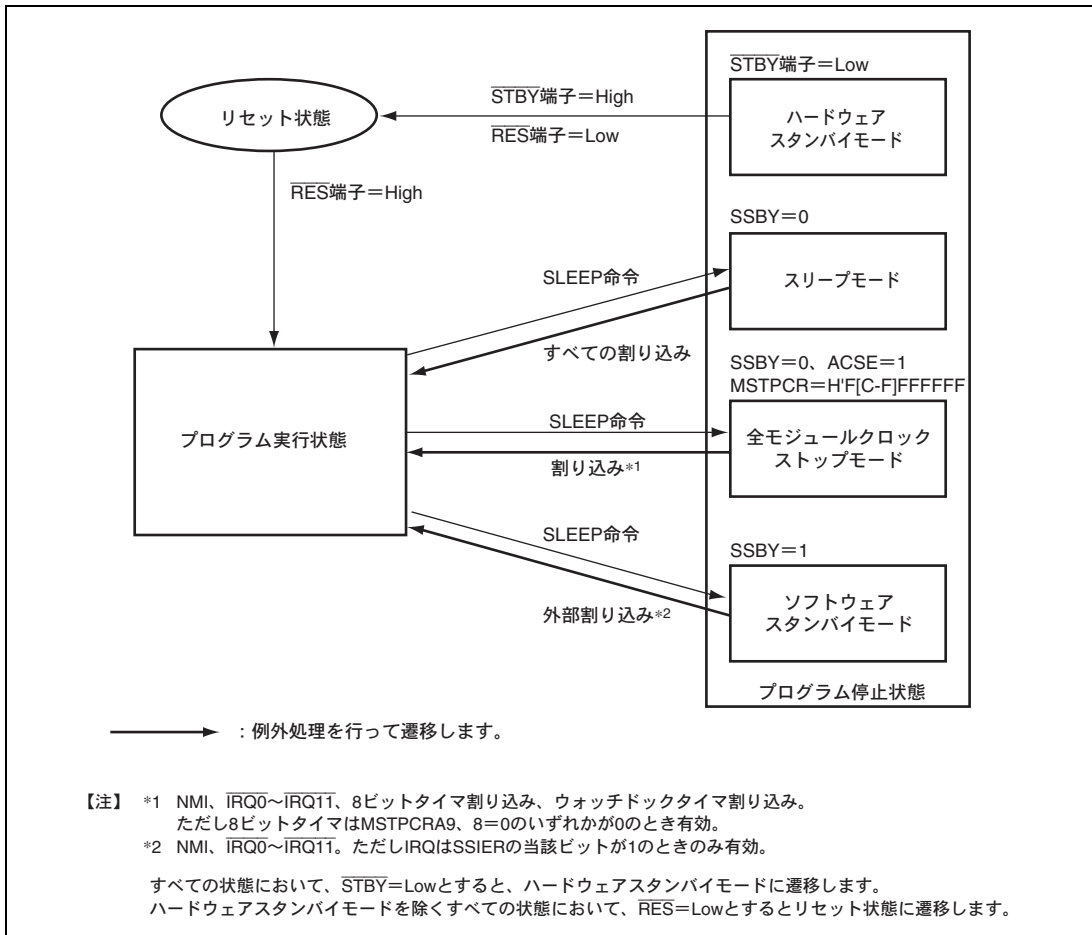 STBY端子＝Low
STBY端子＝High
ハードウェア
スタンバイモード
リセット状態
RES端子＝Low
RES端子＝High
SSBY＝0
SLEEP命令
スリープモード
すべての割り込み
SSBY＝0、ACSE＝1
MSTPCR＝H'F[C-F]FFFFFF
プログラム実行状態
SLEEP命令
全モジュールクロック
ストップモード
割り込み*1
SLEEP命令
SSBY＝1
外部割り込み*2
ソフトウェア
スタンバイモード
プログラム停止状態
：例外処理を行って遷移します。
【注】 *1 NMI、IRQ0～IRQ11、8ビットタイマ割り込み、ウォッチドックタイマ割り込み。
ただし8ビットタイマはMSTPCRA9、8＝0のいずれかが0のとき有効。
*2 NMI、IRQ0～IRQ11。ただしIRQはSSIERの当該ビットが1のときのみ有効。
すべての状態において、STBY＝Lowとすると、ハードウェアスタンバイモードに遷移します。
ハードウェアスタンバイモードを除くすべての状態において、RES＝Lowとするとリセット状態に遷移します。